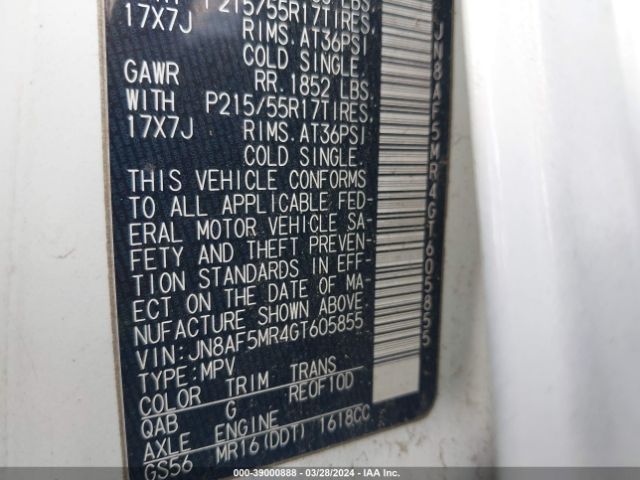 P215/55R17TIRES,
17X7J RIMS.AT36PSI
COLD SINGLE.
GAWR RR.1852 LBS.
WITH P215/55R17TIRES,
17X7J RIMS.AT36PSI
COLD SINGLE.
THIS VEHICLE CONFORMS
TO ALL APPLICABLE FED-
ERAL MOTOR VEHICLE SA-
FETY AND THEFT PREVEN-
TION STANDARDS IN EFF-
ECT ON THE DATE OF MA-
NUFACTURE SHOWN ABOVE.
VIN:JN8AF5MR4GT605855
TYPE:MPV
COLOR TRIM TRANS
QAB G RE0F10D
AXLE ENGINE
GS56 MR16(DDT) 1618CC
JN8AF5MR4GT605855
000-39000888 - 03/28/2024 - IAA, Inc.